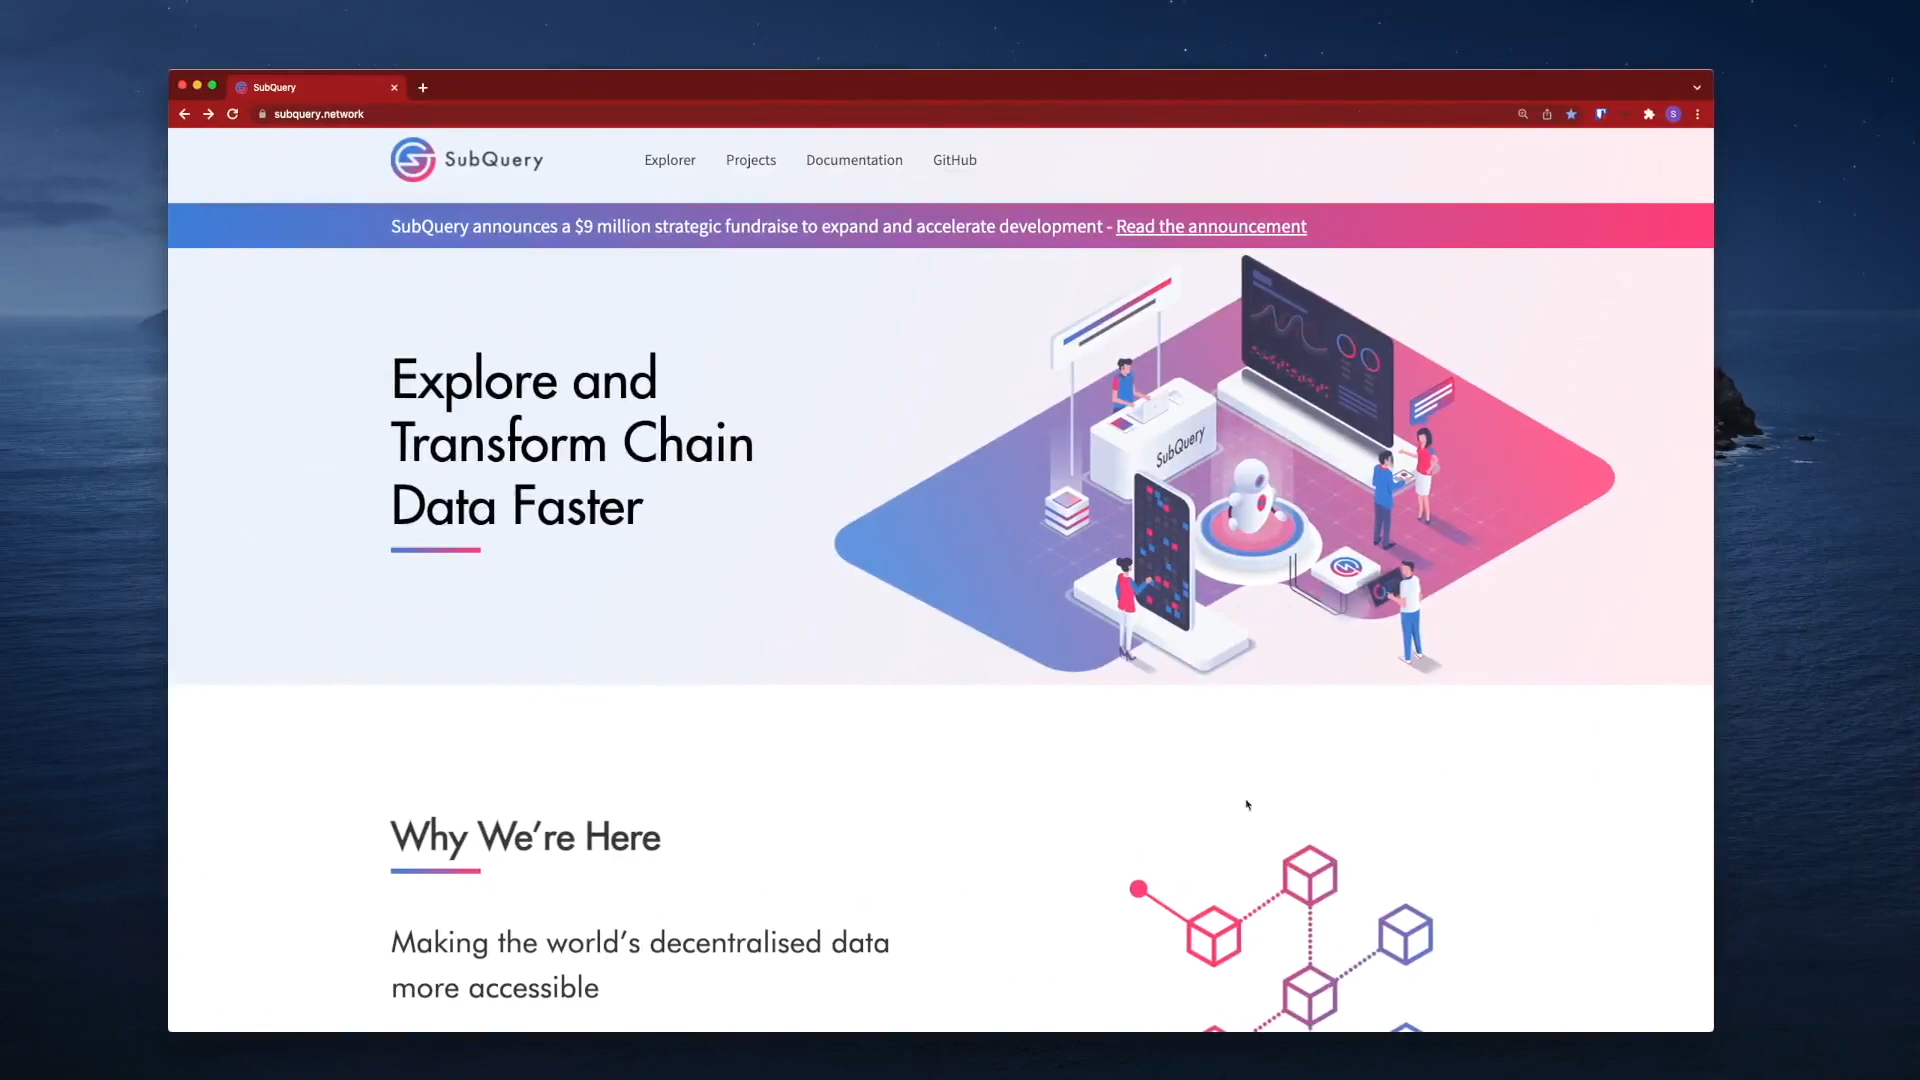 SubQuery
subquery.network
S
SubQuery
Explorer
Projects
Documentation
GitHub
SubQuery announces a $9 million strategic fundraise to expand and accelerate development - Read the announcement
Explore and
Transform Chain
Data Faster
SubQuery
Why We’re Here
Making the world’s decentralised data
more accessible